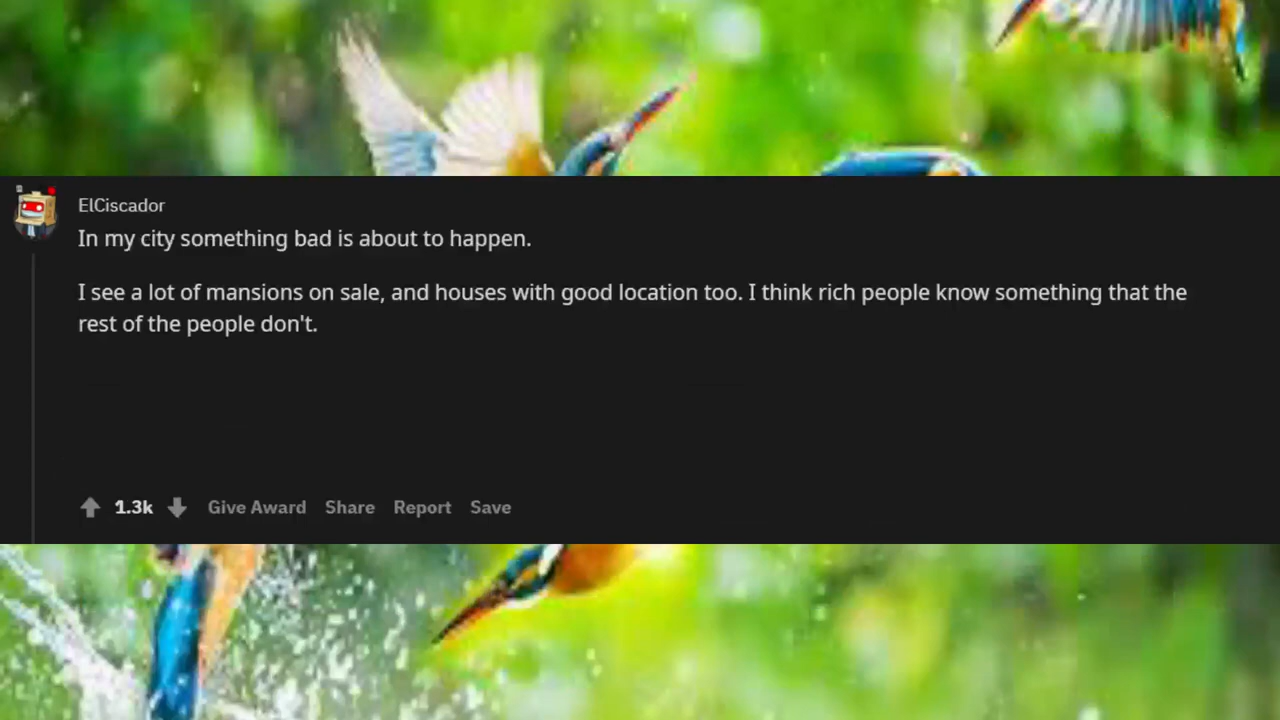 ElCiscador
In my city something bad is about to happen.
I see a lot of mansions on sale, and houses with good location too. I think rich people know something that the
rest of the people don't.
1.3k Give Award Share Report Save